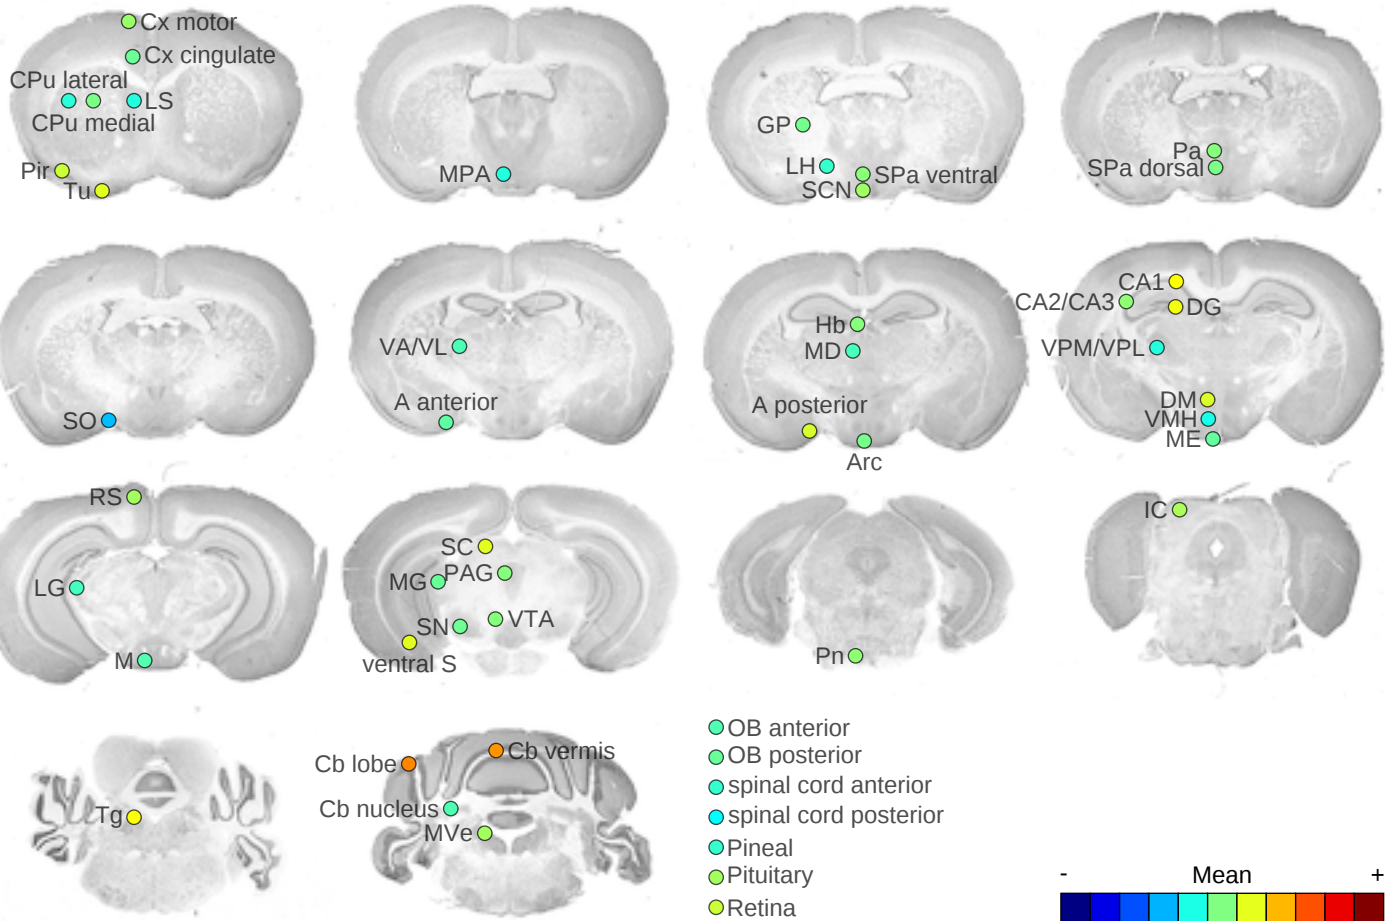 Cx motor
Cx cingulate
CPu lateral
LS
CPu medial
Pir
Tu
MPA
GP
LH
SPa ventral
SCN
Pa
SPa dorsal
SO
VA/VL
A anterior
Hb
MD
A posterior
Arc
CA1
CA2/CA3
DG
VPM/VPL
DM
VMH
ME
RS
LG
M
SC
MG
PAG
SN
VTA
ventral S
Pn
IC
Tg
Cb lobe
Cb vermis
Cb nucleus
MVe
OB anterior
OB posterior
spinal cord anterior
spinal cord posterior
Pineal
Pituitary
Retina
- Mean +